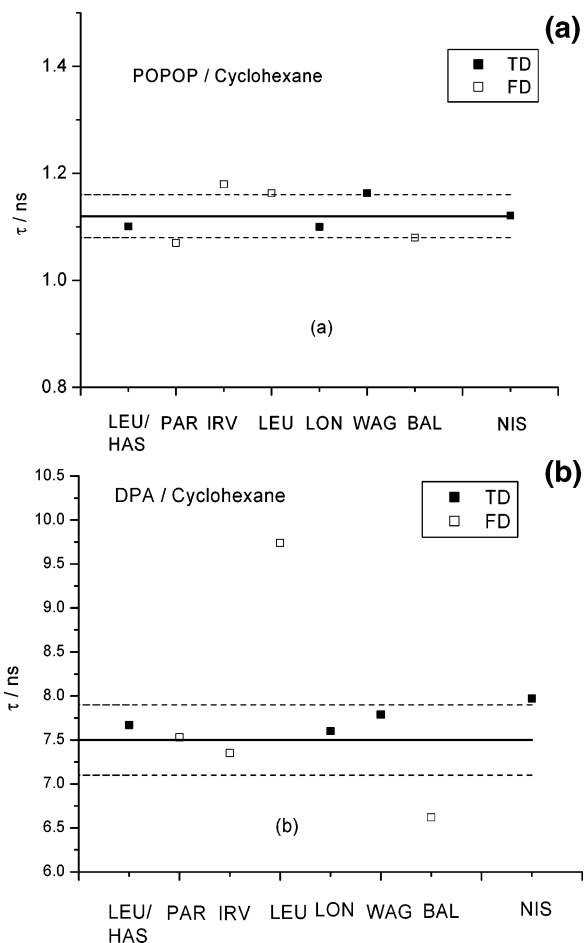 (a)
1.4
POPOP / Cyclohexane
TD
FD
1.2
τ / ns
1.0
(a)
0.8
LEU/HAS PAR IRV LEU LON WAG BAL NIS
(b)
10.5
DPA / Cyclohexane
TD
FD
10.0
9.5
9.0
8.5
8.0
τ / ns
7.5
7.0
6.5
(b)
6.0
LEU/HAS PAR IRV LEU LON WAG BAL NIS